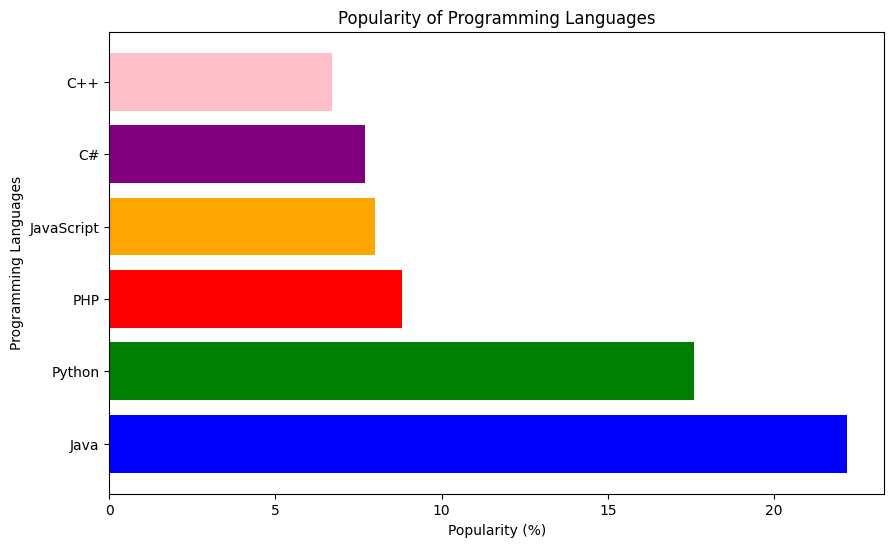 Popularity of Programming Languages
Programming Languages
C++
C#
JavaScript
PHP
Python
Java
0 5 10 15 20
Popularity (%)